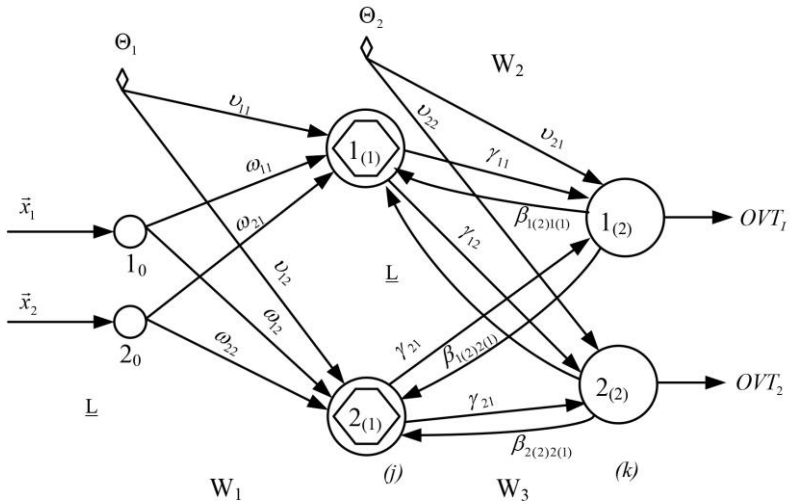 Θ₁
Θ₂
W₂
υ₁₁
υ₂₂
υ₂₁
1₍₁₎
γ₁₁
ω₁₁
x⃗₁
1₀
ω₂₁
β₁₍₂₎₁₍₁₎
1₍₂₎
OVT₁
γ₁₂
υ₁₂
L
x⃗₂
2₀
ω₁₂
γ₂₁
β₁₍₂₎₂₍₁₎
ω₂₂
2₍₂₎
OVT₂
L
2₍₁₎
γ₂₁
β₂₍₂₎₂₍₁₎
(j)
(k)
W₁
W₃